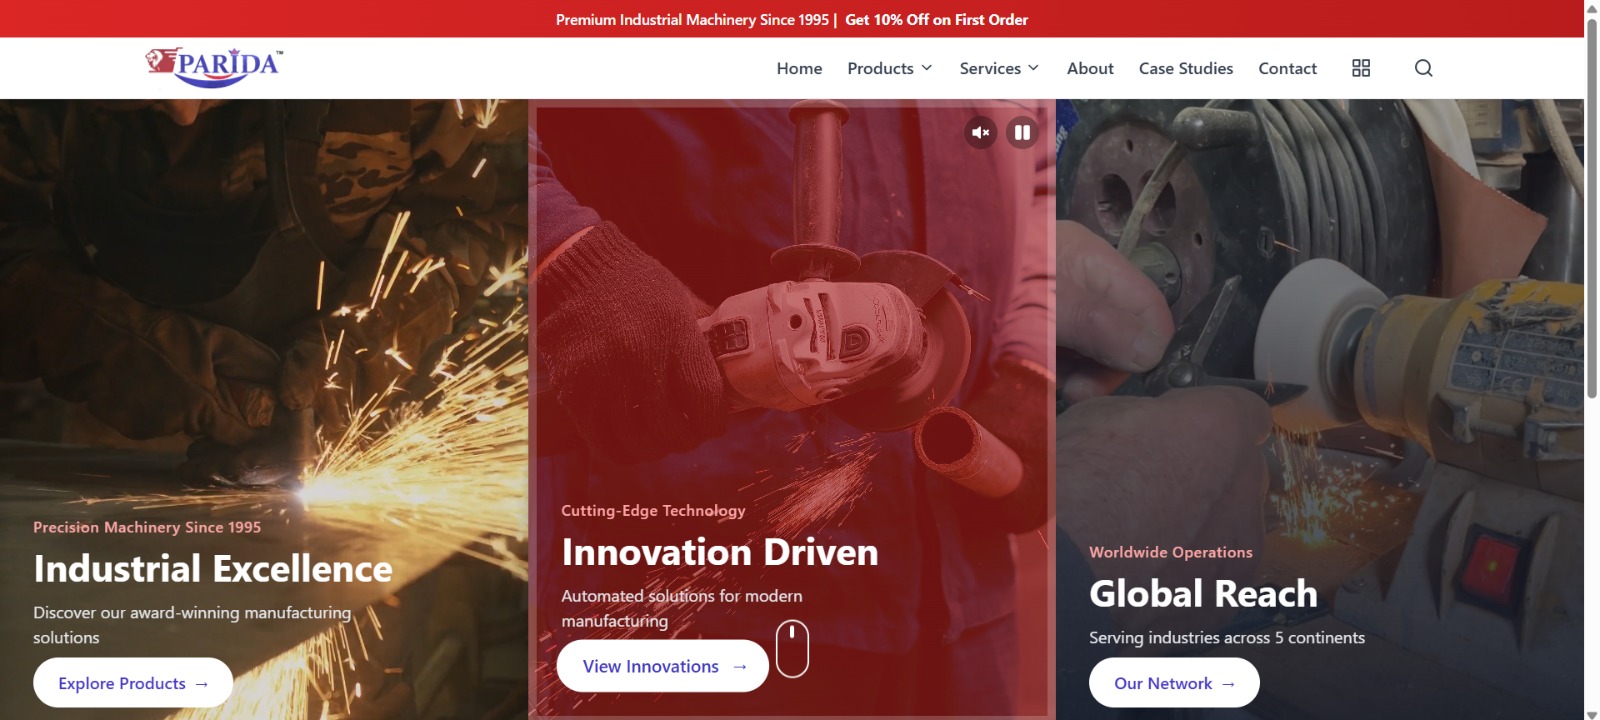 Premium Industrial Machinery Since 1995 | Get 10% Off on First Order
PARIDA™
Home Products Services About Case Studies Contact
Precision Machinery Since 1995
Industrial Excellence
Discover our award-winning manufacturing
solutions
Explore Products →
Cutting-Edge Technology
Innovation Driven
Automated solutions for modern
manufacturing
View Innovations →
Worldwide Operations
Global Reach
Serving industries across 5 continents
Our Network →